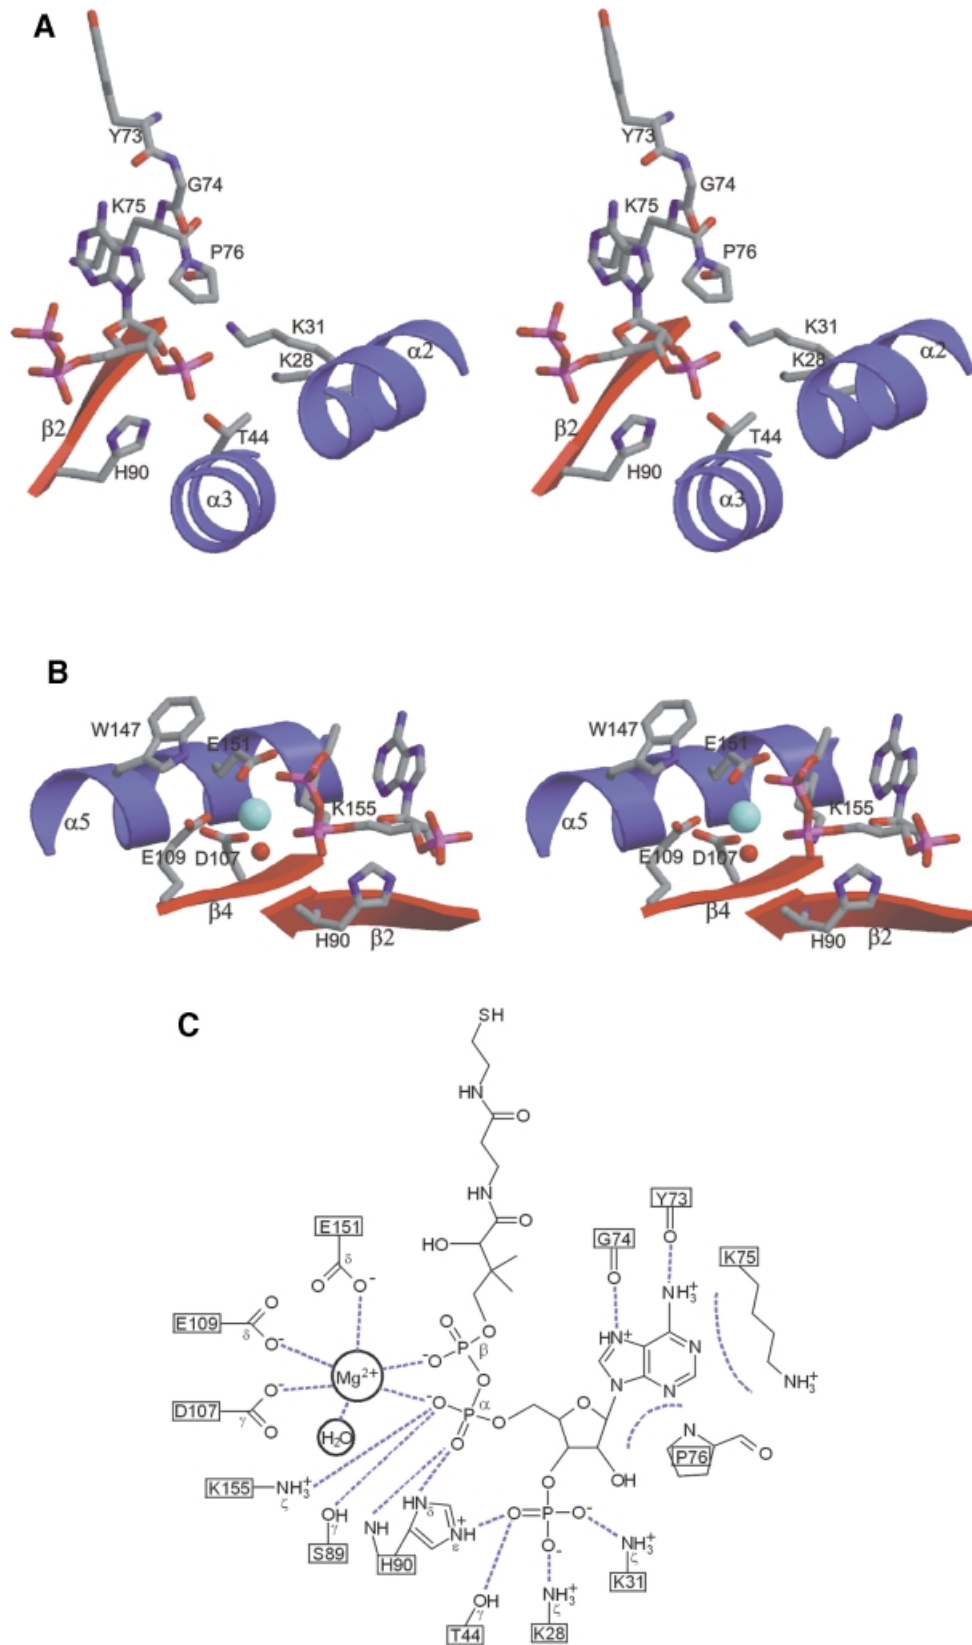 A
Y73
Y73
G74
G74
K75
K75
P76
P76
K31
K31
α2
α2
K28
K28
β2
β2
T44
T44
H90
H90
α3
α3
B
W147
W147
E151
E151
α5
α5
K155
K155
E109 D107
E109 D107
β4
β4
H90
β2
H90
β2
C
SH
HN
O
HN
O
HO
E151
δ
O
O-
O
β
P
-O
O
E109
O
δ
O-
Mg2+
D107
O-
γ
O
H2O
-O
α
P
O
O
K155
NH3+
ζ
OH
γ
S89
NH
HNδ
+
NH
ε
H90
OH
γ
T44
O
O
P
O-
O-
OH
NH3+
ζ
K28
NH3+
ζ
K31
Y73
O
G74
O
K75
NH3+
HN+
N
N
N
O
NH3+
N
P76
O